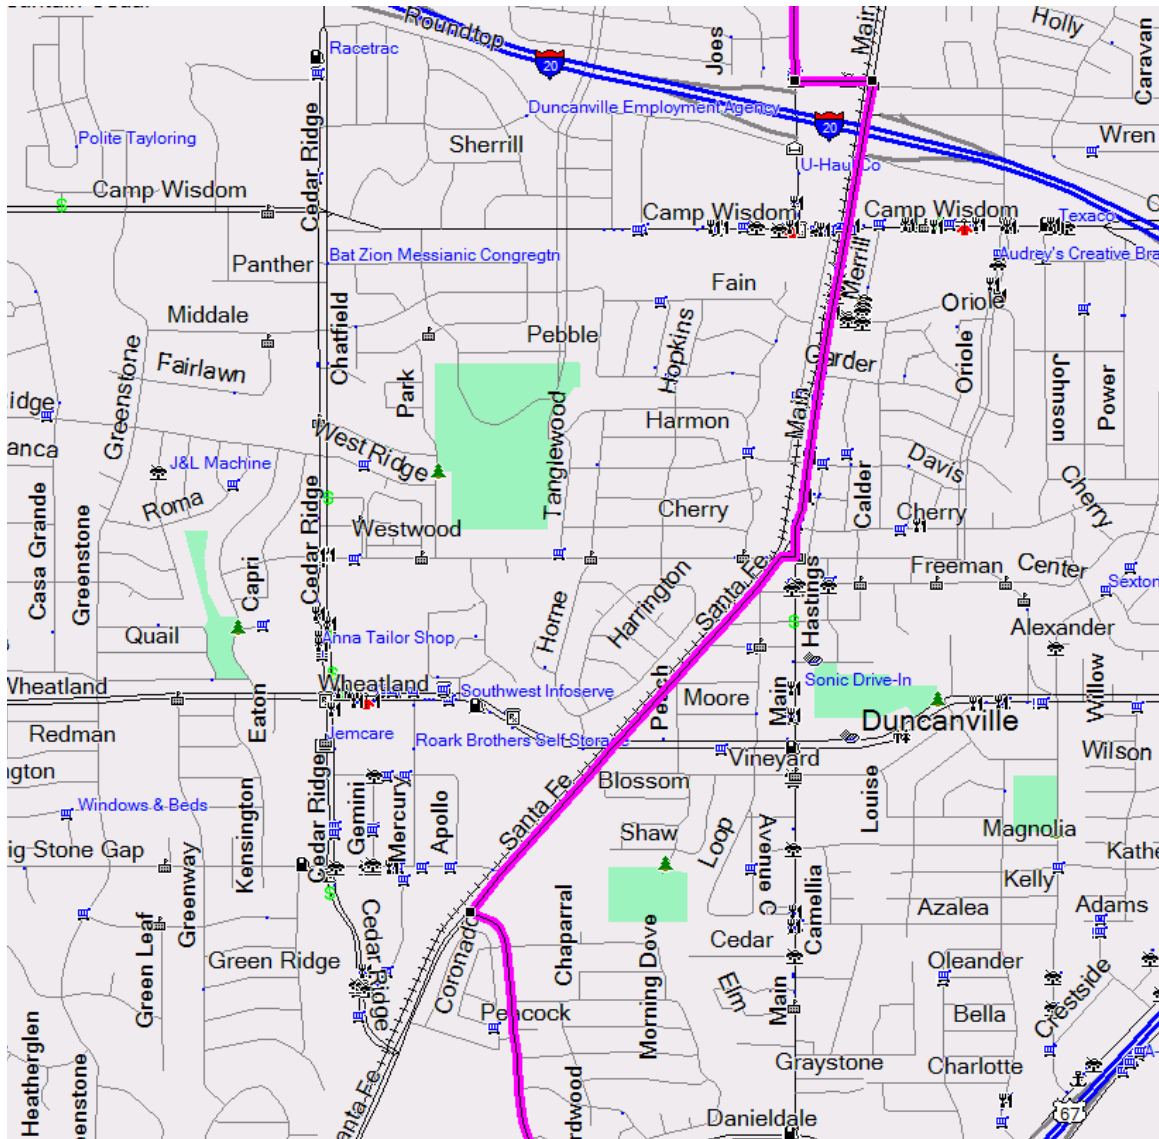 Roundtop
Main
Holly
Joes
Caravan
Racetrac
20
Duncanville Employment Agency
20
Polite Tayloring
Cedar Ridge
Sherrill
Wren
U-Haul Co
Camp Wisdom
Camp Wisdom
Camp Wisdom
Texaco
Bat Zion Messianic Congregtn
Audrey's Creative Bra
Panther
Merrill
Fain
Oriole
Middale
Chatfield
Pebble
Hopkins
Greenstone
Fairlawn
Garder
Oriole
Johnson
Power
Park
idge
Tanglewood
Harmon
Main
anca
West Ridge
Davis
J&L Machine
Roma
Calder
Cherry
Casa Grande
Greenstone
Cedar Ridge
Westwood
Cherry
Cherry
Capri
Santa Fe
Hastings
Freeman
Center
Sexton
Horne
Harrington
Quail
Anna Tailor Shop
Alexander
Wheatland
Wheatland
Southwest Infoserve
Peach
Moore
Main
Sonic Drive-In
Willow
Eaton
Redman
Jemcare
Roark Brothers Self Storage
Duncanville
Vineyard
Wilson
ngton
Blossom
Windows & Beds
Kensington
Cedar Ridge
Gemini
Mercury
Apollo
Santa Fe
Shaw
Loop
Avenue C
Louise
Magnolia
ig Stone Gap
Kathe
Greenway
Kelly
Green Leaf
Cedar Ridge
Coronado
Chaparral
Morning Dove
Camellia
Azalea
Adams
Green Ridge
Cedar
Oleander
Elm
Main
Crestside
Peacock
Bella
Heatherglen
enstone
Graystone
Charlotte
A-
anta Fe
rdwood
Danieldale
67